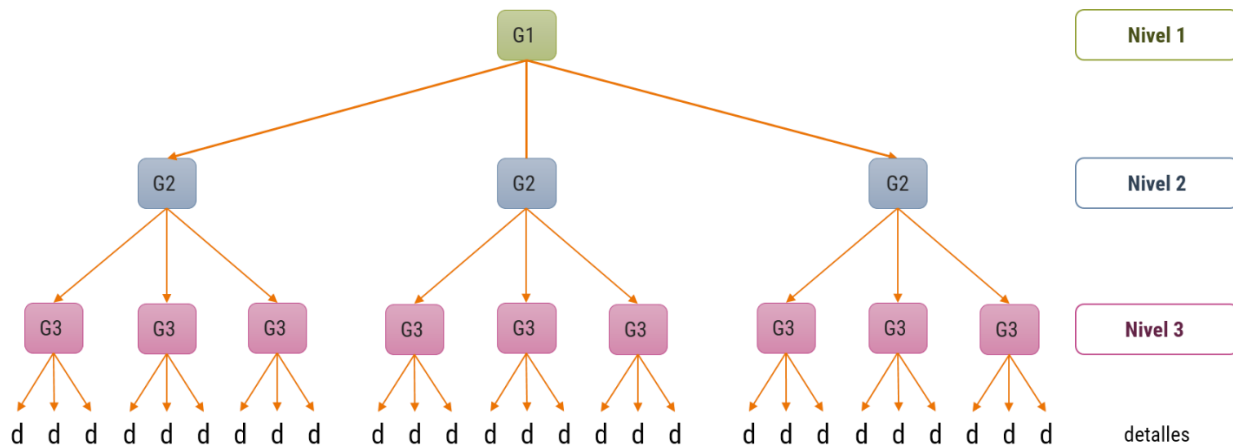 G1 Nivel 1
G2 G2 G2 Nivel 2
G3 G3 G3 G3 G3 G3 G3 G3 G3 Nivel 3
d d d d d d d d d d d d d d d d d d d d d d d d d d d detalles